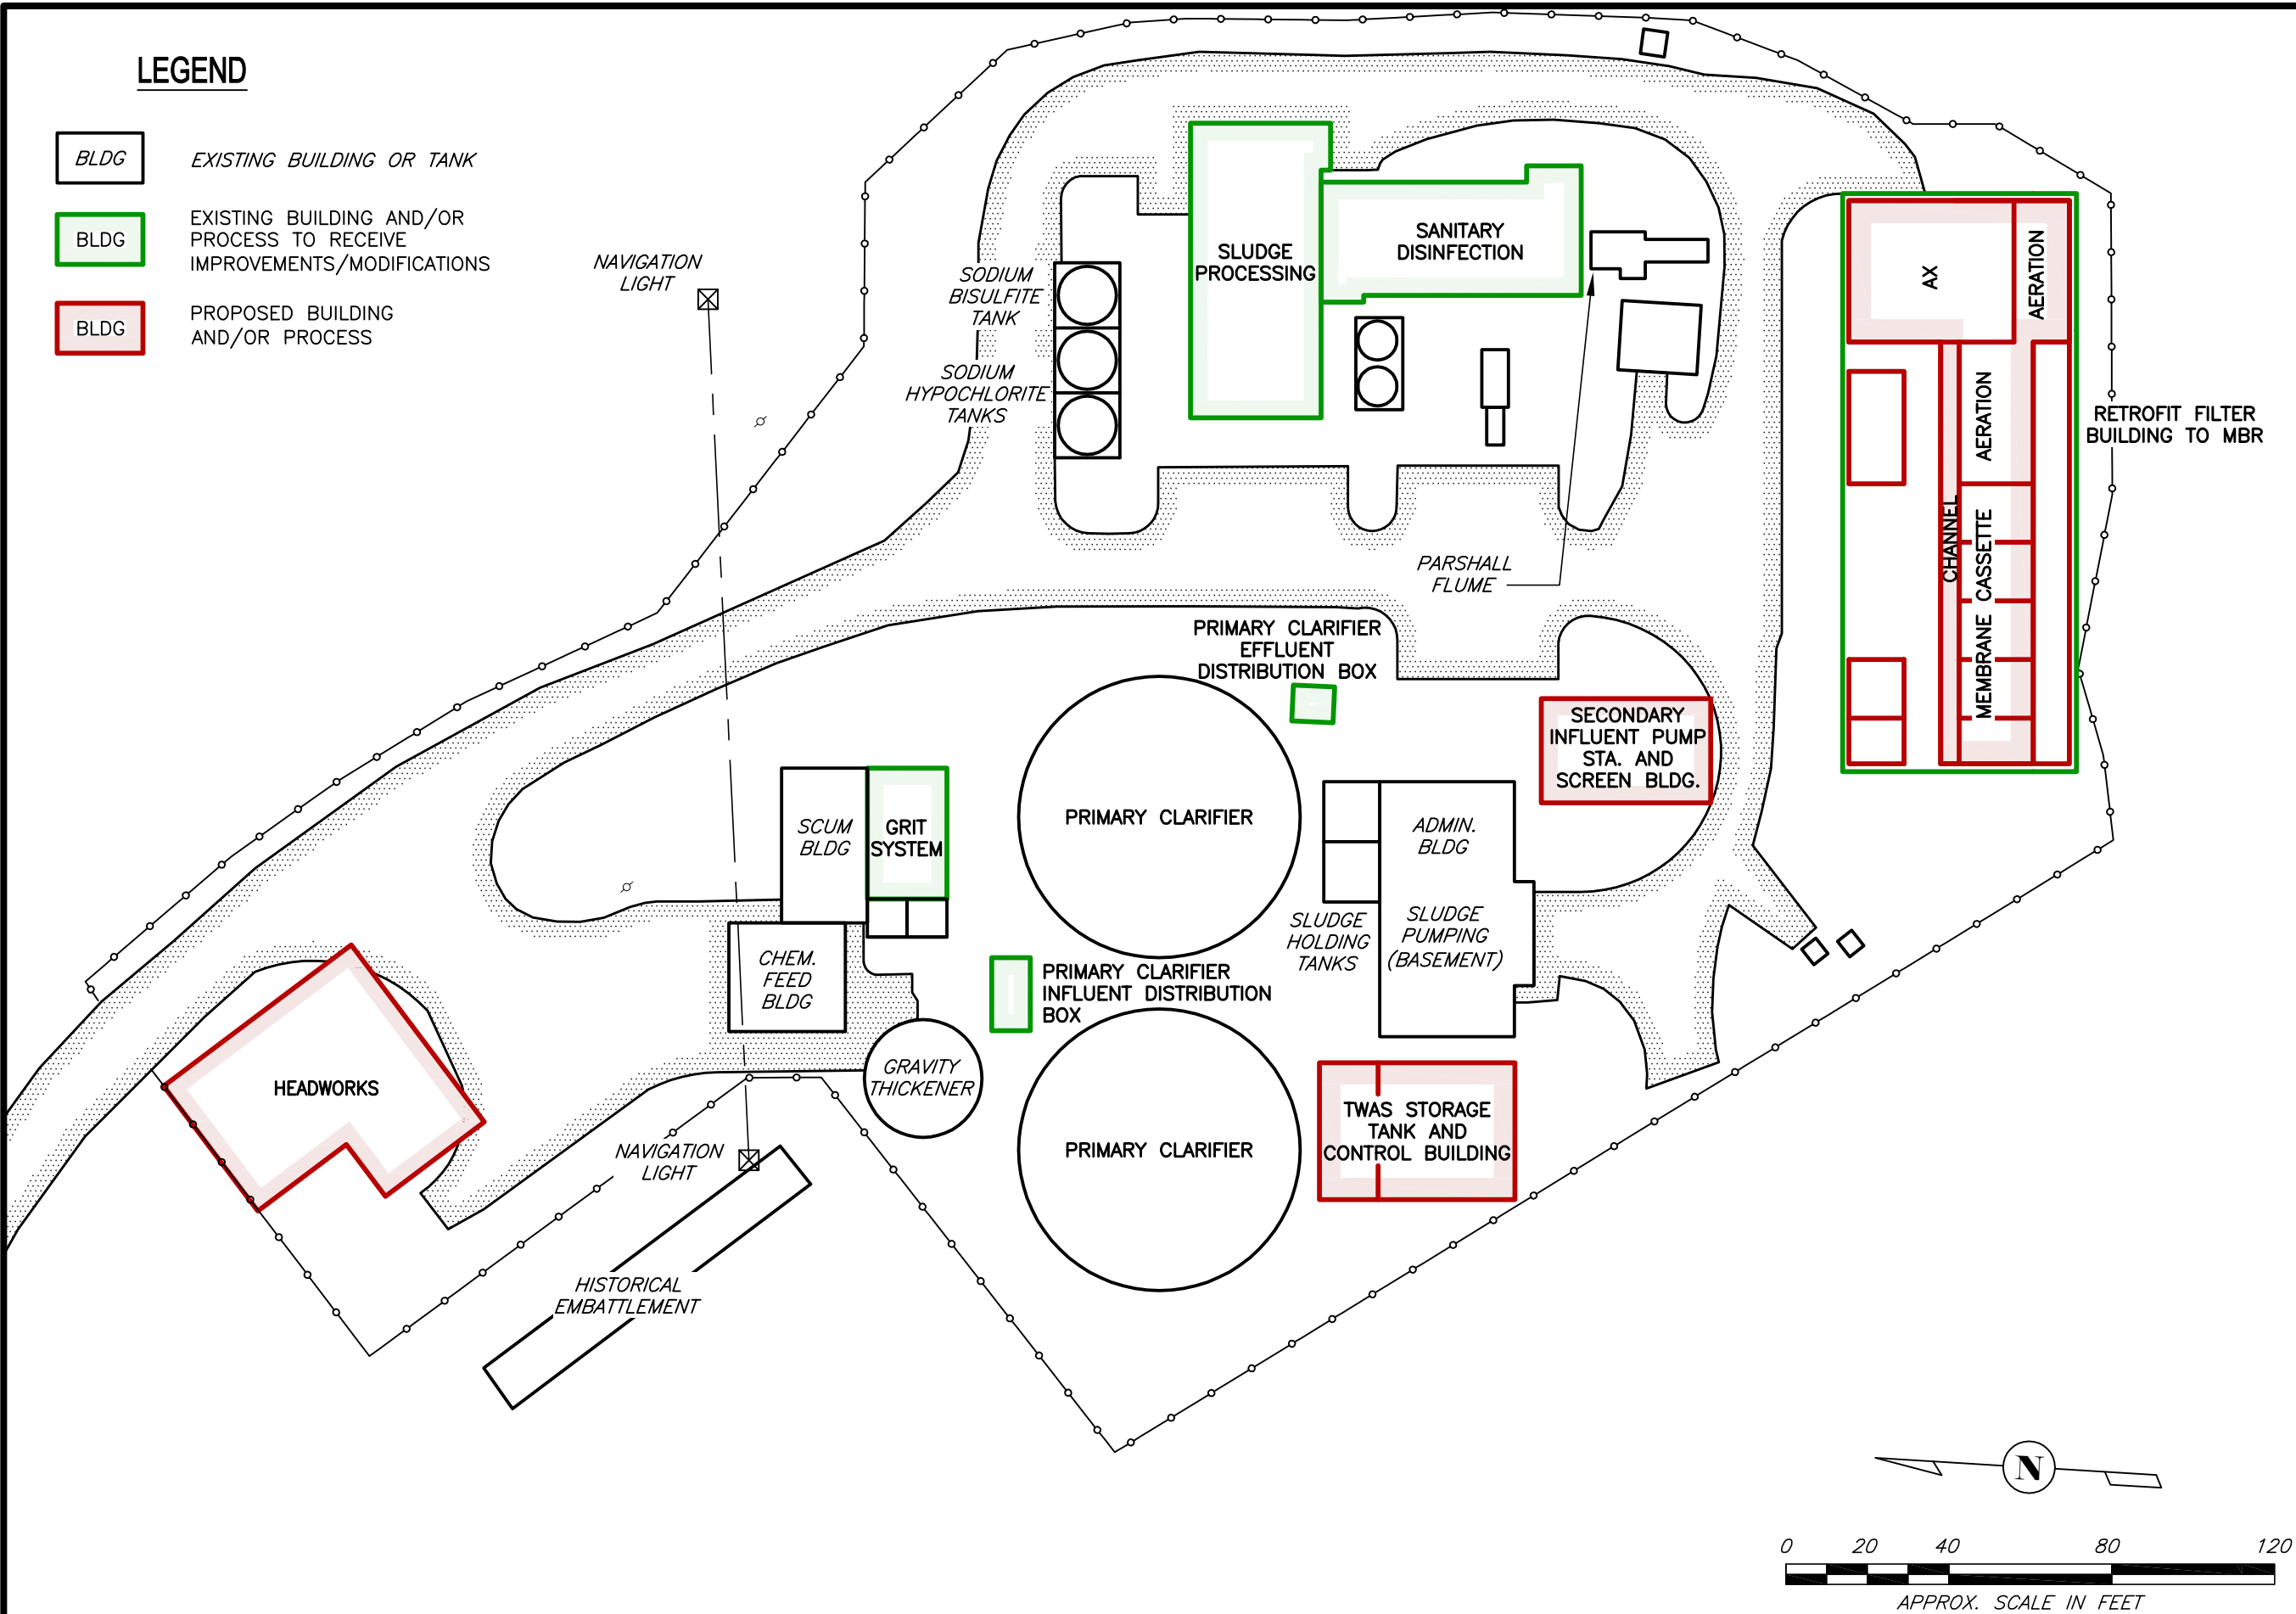 LEGEND
BLDG
EXISTING BUILDING OR TANK
BLDG
EXISTING BUILDING AND/OR
PROCESS TO RECEIVE
IMPROVEMENTS/MODIFICATIONS
BLDG
PROPOSED BUILDING
AND/OR PROCESS
NAVIGATION
LIGHT
SODIUM
BISULFITE
TANK
SODIUM
HYPOCHLORITE
TANKS
SLUDGE
PROCESSING
SANITARY
DISINFECTION
AX
AERATION
AERATION
CHANNEL
MEMBRANE CASSETTE
RETROFIT FILTER
BUILDING TO MBR
PARSHALL
FLUME
PRIMARY CLARIFIER
EFFLUENT
DISTRIBUTION BOX
SECONDARY
INFLUENT PUMP
STA. AND
SCREEN BLDG.
SCUM
BLDG
GRIT
SYSTEM
PRIMARY CLARIFIER
ADMIN.
BLDG
SLUDGE
PUMPING
(BASEMENT)
SLUDGE
HOLDING
TANKS
CHEM.
FEED
BLDG
PRIMARY CLARIFIER
INFLUENT DISTRIBUTION
BOX
GRAVITY
THICKENER
HEADWORKS
NAVIGATION
LIGHT
PRIMARY CLARIFIER
TWAS STORAGE
TANK AND
CONTROL BUILDING
HISTORICAL
EMBATTLEMENT
N
0 20 40 80 120
APPROX. SCALE IN FEET